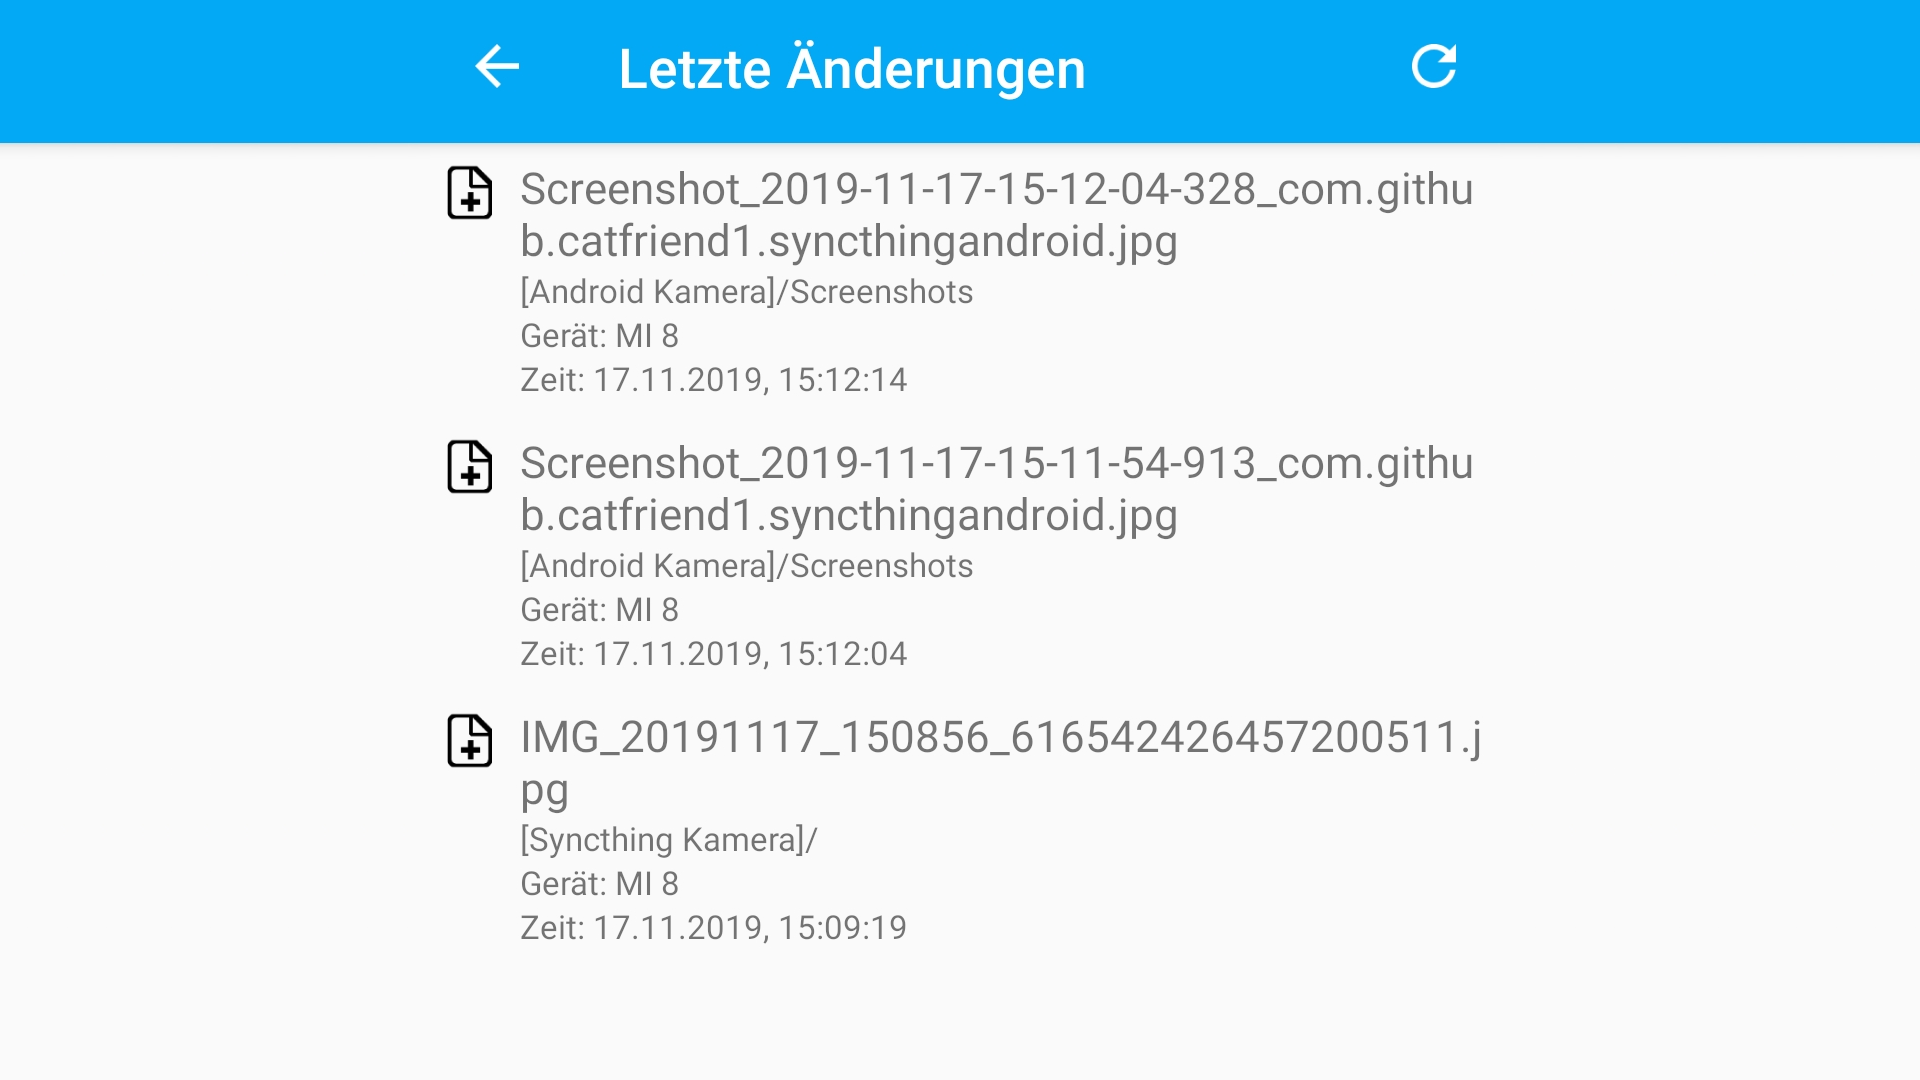 Letzte Änderungen
Screenshot_2019-11-17-15-12-04-328_com.githu
b.catfriend1.syncthingandroid.jpg
[Android Kamera]/Screenshots
Gerät: MI 8
Zeit: 17.11.2019, 15:12:14
Screenshot_2019-11-17-15-11-54-913_com.githu
b.catfriend1.syncthingandroid.jpg
[Android Kamera]/Screenshots
Gerät: MI 8
Zeit: 17.11.2019, 15:12:04
IMG_20191117_150856_616542426457200511.j
pg
[Syncthing Kamera]/
Gerät: MI 8
Zeit: 17.11.2019, 15:09:19